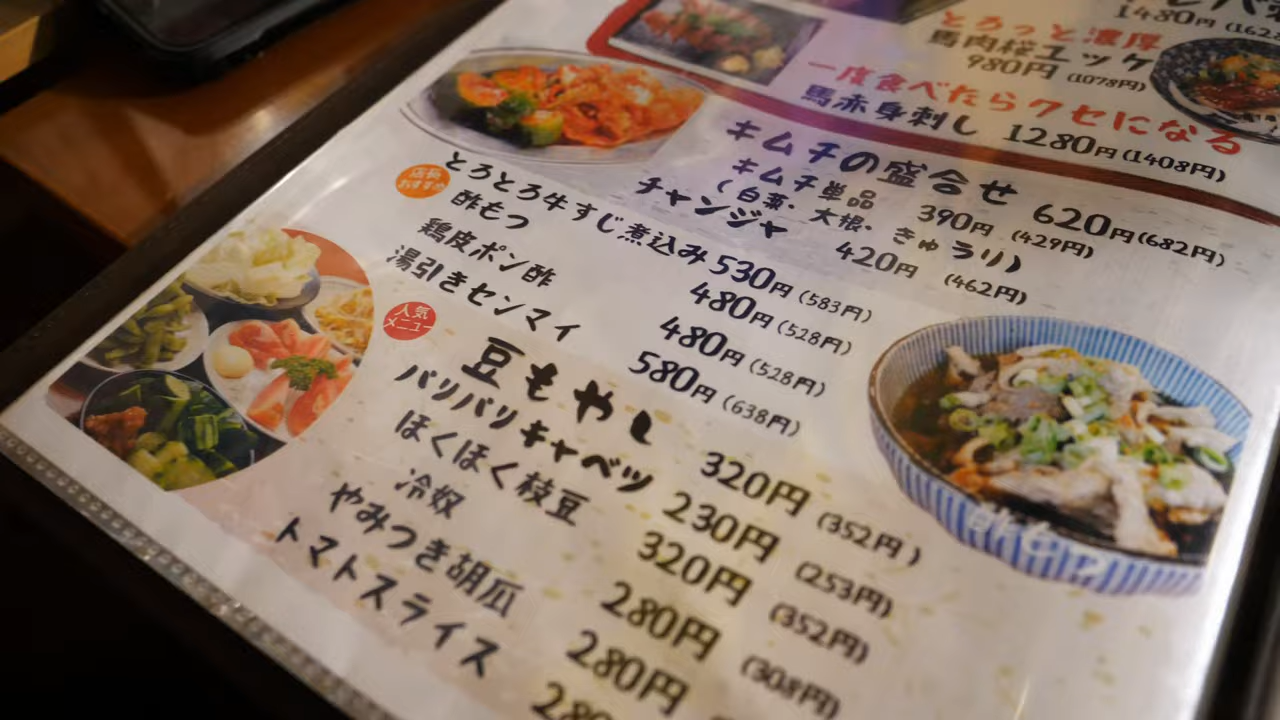 1480円
とろっと濃厚
馬肉桜ユッケ
980円 (1078円)
一度食べたらクセになる
馬赤身刺し 1280円 (1408円)
キムチの盛合せ 620円 (682円)
キムチ単品 390円 (429円)
(白菜・大根・きゅうり)
チャンジャ 420円 (462円)
店長
おすすめ
とろとろ牛すじ煮込み 530円 (583円)
酢もつ 480円 (528円)
鶏皮ポン酢 480円 (528円)
湯引きセンマイ 580円 (638円)
人気
メニュー
豆もやし 320円 (352円)
バリバリキャベツ 230円 (253円)
ほくほく枝豆 320円 (352円)
冷奴 280円 (308円)
やみつき胡瓜 280円
トマトスライス
酢もつ